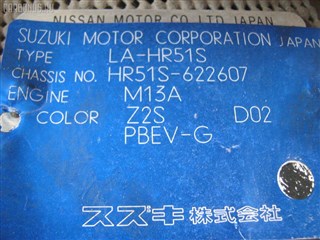 NISSAN MOTOR CO LTD JAPAN
SUZUKI MOTOR CORPORATION JAPAN
TYPE LA-HR51S
CHASSIS NO. HR51S-622607
ENGINE M13A
COLOR Z2S D02
PBEV-G
スズキ株式会社